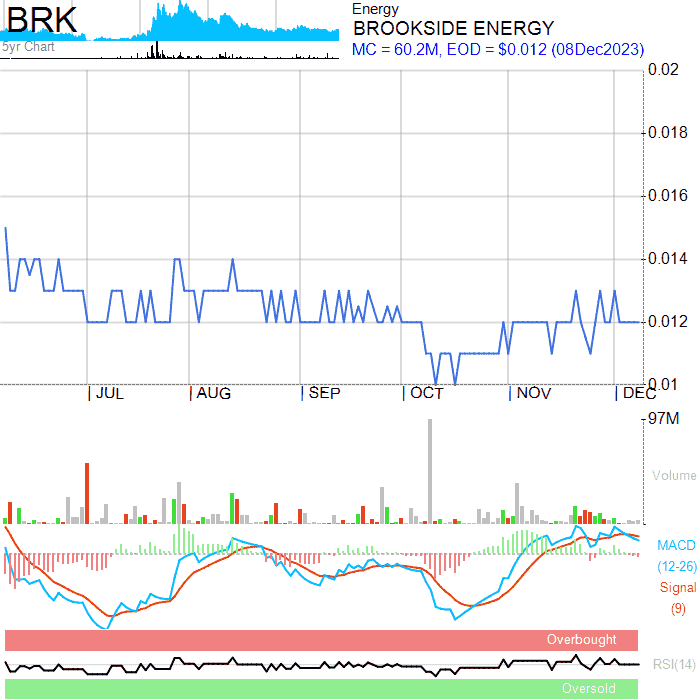 BRK
5yr Chart
Energy
BROOKSIDE ENERGY
MC = 60.2M, EOD = $0.012 (08Dec2023)
0.02
0.018
0.016
0.014
0.012
0.01
JUL AUG SEP OCT NOV DEC
97M
Volume
MACD
(12-26)
Signal
(9)
Overbought
RSI(14)
Oversold